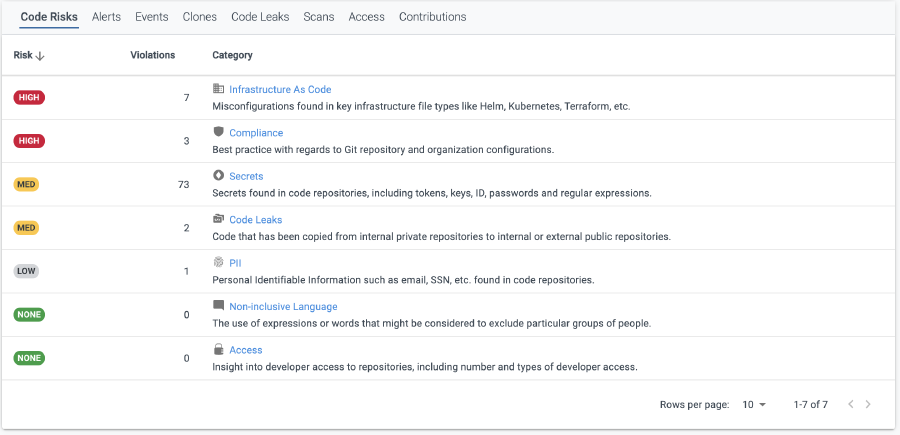 Code Risks Alerts Events Clones Code Leaks Scans Access Contributions
Risk Violations Category
HIGH 7 Infrastructure As Code
Misconfigurations found in key infrastructure file types like Helm, Kubernetes, Terraform, etc.
HIGH 3 Compliance
Best practice with regards to Git repository and organization configurations.
MED 73 Secrets
Secrets found in code repositories, including tokens, keys, ID, passwords and regular expressions.
MED 2 Code Leaks
Code that has been copied from internal private repositories to internal or external public repositories.
LOW 1 PII
Personal Identifiable Information such as email, SSN, etc. found in code repositories.
NONE 0 Non-inclusive Language
The use of expressions or words that might be considered to exclude particular groups of people.
NONE 0 Access
Insight into developer access to repositories, including number and types of developer access.
Rows per page: 10 1-7 of 7